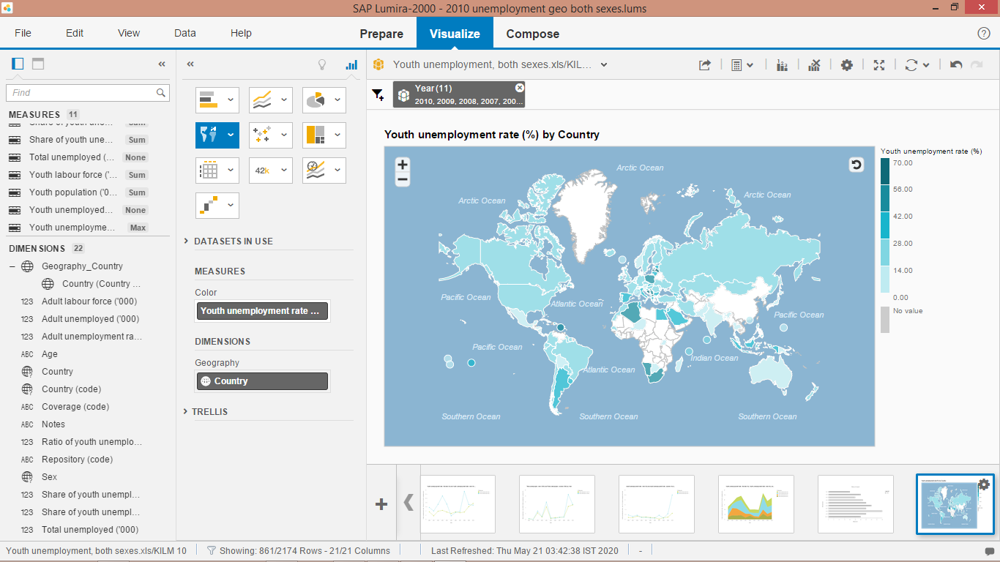 SAP Lumira-2000 - 2010 unemployment geo both sexes.lums
File Edit View Data Help Prepare Visualize Compose
Youth unemployment, both sexes.xls/KIL...
Find
MEASURES 11
Share of youth une... Sum
Total unemployed (... None
Youth labour force ('... Sum
Youth population ('0... Sum
Youth unemployed... None
Youth unemployme... Max
DIMENSIONS 22
Geography_Country
Country (Country ...
123 Adult labour force ('000)
123 Adult unemployed ('000)
123 Adult unemployment ra...
ABC Age
Country
Country (code)
ABC Coverage (code)
ABC Notes
123 Ratio of youth unemplo...
ABC Repository (code)
Sex
123 Share of youth unempl...
123 Share of youth unempl...
123 Total unemployed ('000)
42k
DATASETS IN USE
MEASURES
Color
Youth unemployment rate ...
DIMENSIONS
Geography
Country
TRELLIS
Year (11)
2010, 2009, 2008, 2007, 200...
Youth unemployment rate (%) by Country
Arctic Ocean
Arctic Ocean
Arctic Ocean
Pacific Ocean
Atlantic Ocean
Pacific Ocean
Pacific Ocean
Indian Ocean
Atlantic Ocean
Southern Ocean
Southern Ocean
Southern Ocean
Youth unemployment rate (%)
70.00
56.00
42.00
28.00
14.00
0.00
No value
Youth unemployment, both sexes.xls/KILM 10
Showing: 861/2174 Rows - 21/21 Columns
Last Refreshed: Thu May 21 03:42:38 IST 2020
-